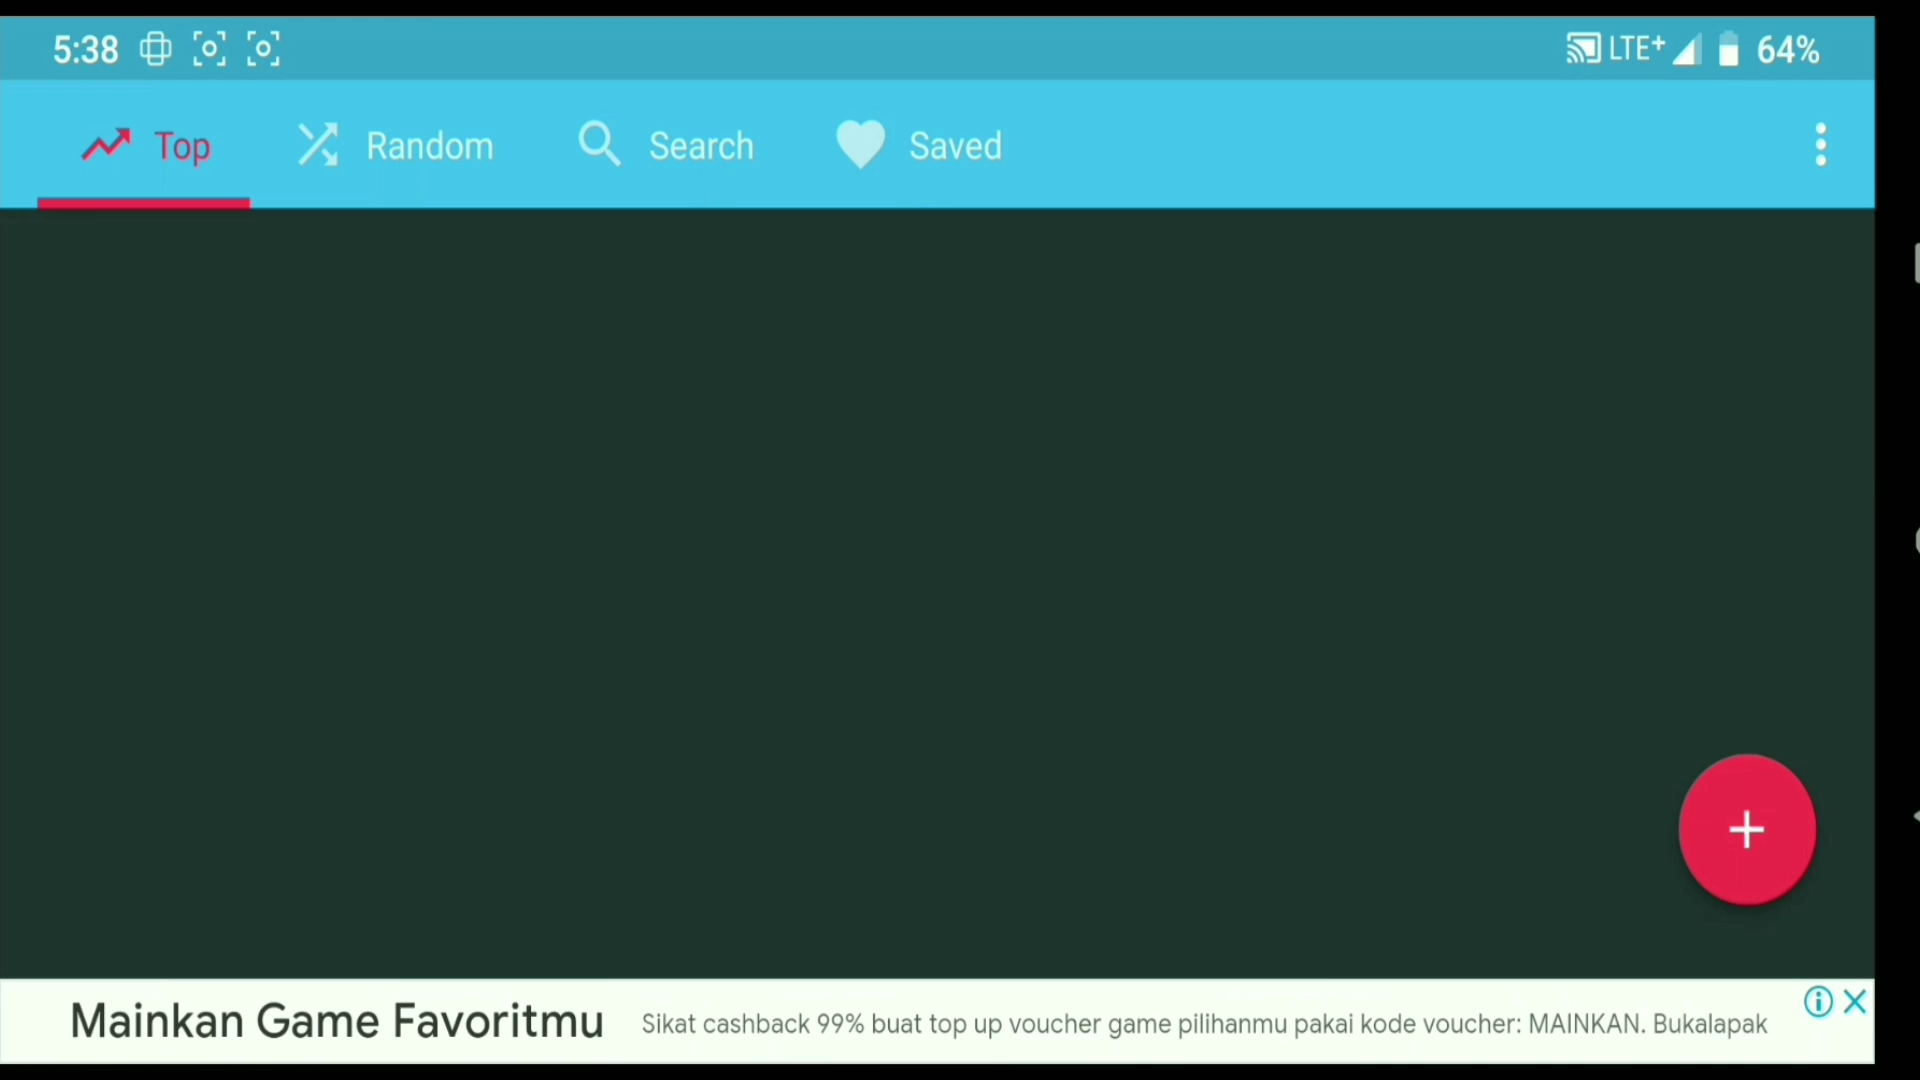 5:38 LTE+ 64%
Top Random Search Saved
Mainkan Game Favoritmu Sikat cashback 99% buat top up voucher game pilihanmu pakai kode voucher: MAINKAN. Bukalapak